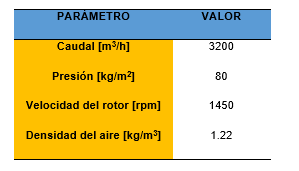 PARÁMETRO VALOR
Caudal [m³/h] 3200
Presión [kg/m²] 80
Velocidad del rotor [rpm] 1450
Densidad del aire [kg/m³] 1.22